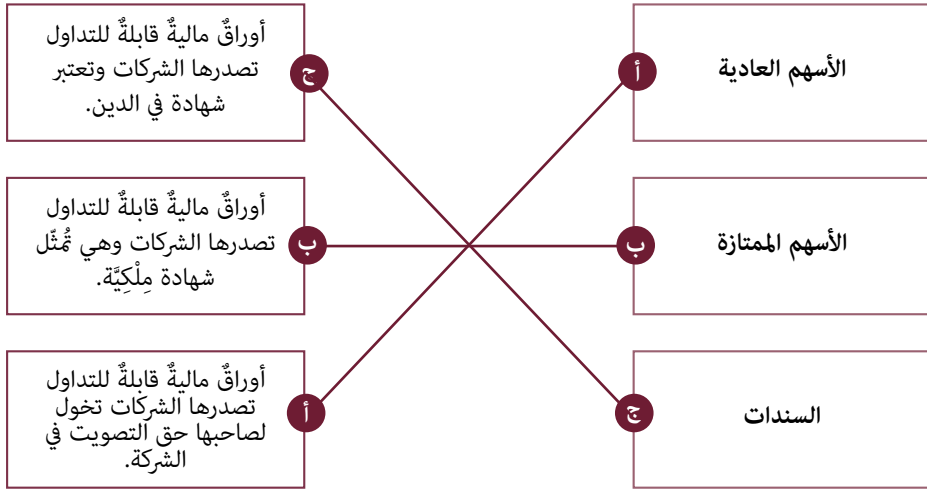 الأسهم العادية
أ
ج
أوراقٌ ماليةٌ قابلةٌ للتداول
تصدرها الشركات وتعتبر
شهادة في الدين.
الأسهم الممتازة
ب
ب
أوراقٌ ماليةٌ قابلةٌ للتداول
تصدرها الشركات وهي تُمثّل
شهادة مِلْكِيَّة.
السندات
ج
أ
أوراقٌ ماليةٌ قابلةٌ للتداول
تصدرها الشركات تخول
لصاحبها حق التصويت في
الشركة.